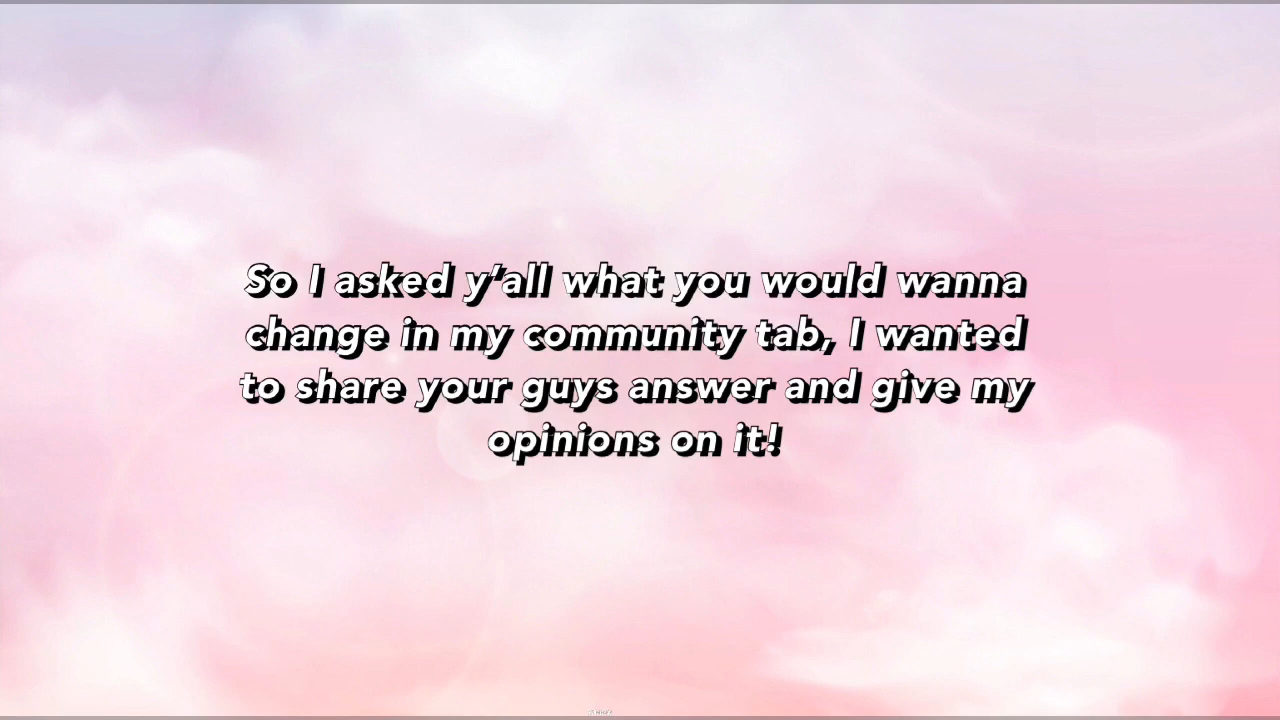 So I asked y'all what you would wanna
change in my community tab, I wanted
to share your guys answer and give my
opinions on it!